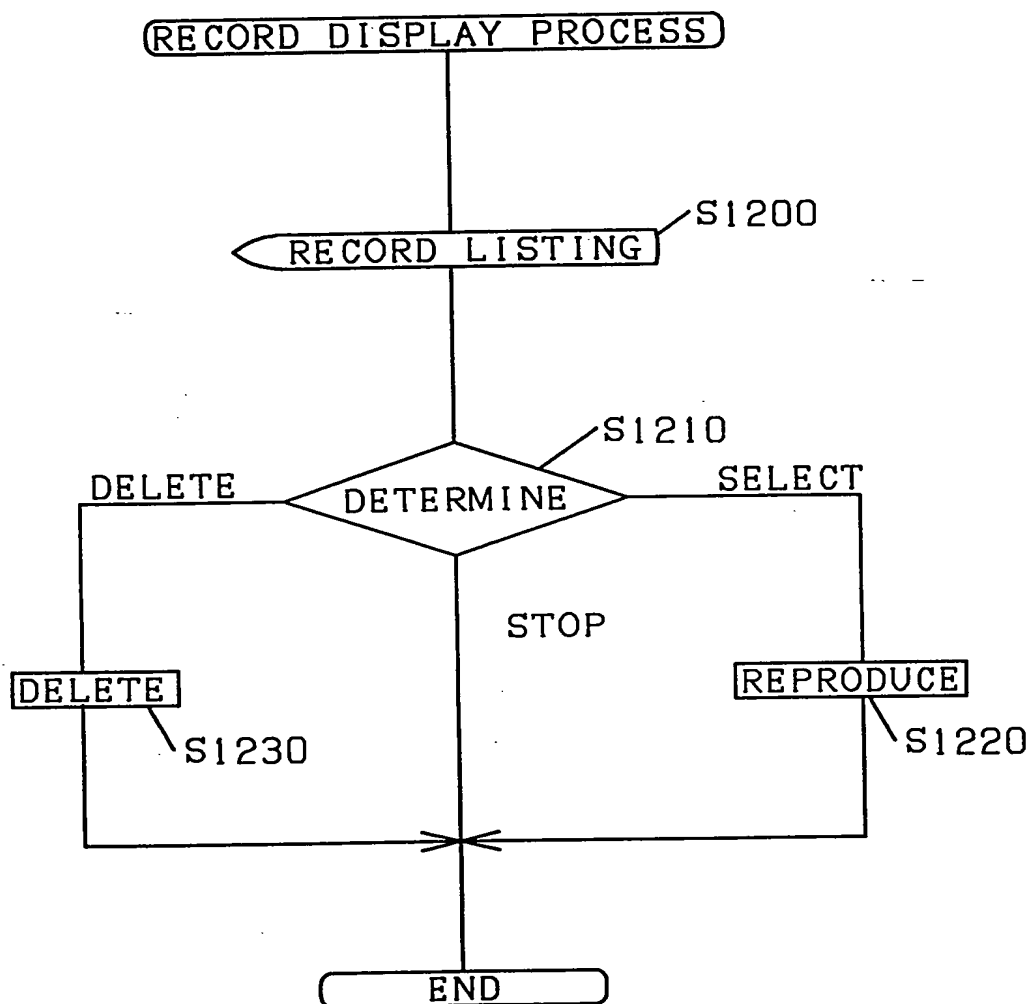 RECORD DISPLAY PROCESS
S1200
RECORD LISTING
S1210
DELETE
DETERMINE
SELECT
STOP
DELETE
REPRODUCE
S1230
S1220
END